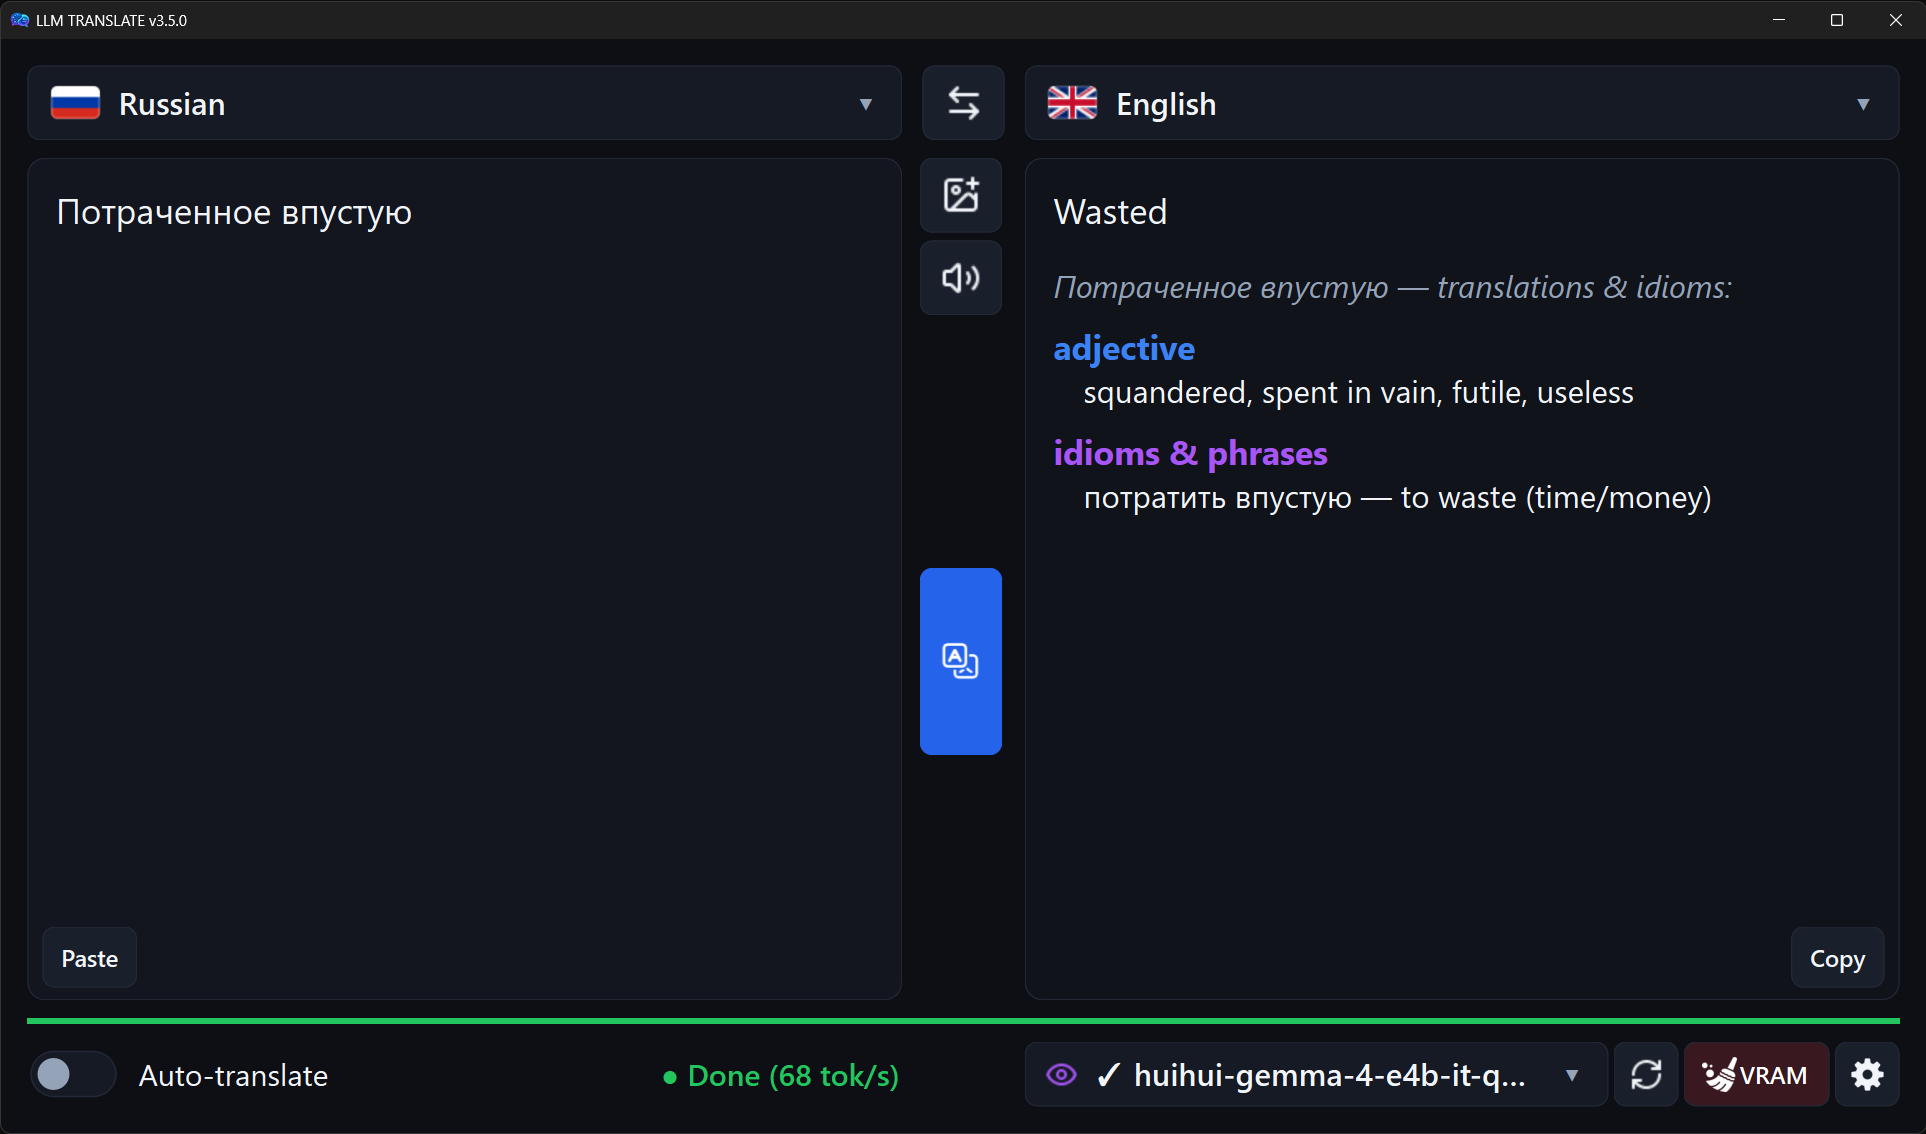 LLM TRANSLATE v3.5.0
Russian
English
Потраченное впустую
Wasted
Потраченное впустую — translations & idioms:
adjective
squandered, spent in vain, futile, useless
idioms & phrases
потратить впустую — to waste (time/money)
Paste
Copy
Auto-translate
Done (68 tok/s)
✓ huihui-gemma-4-e4b-it-q...
VRAM